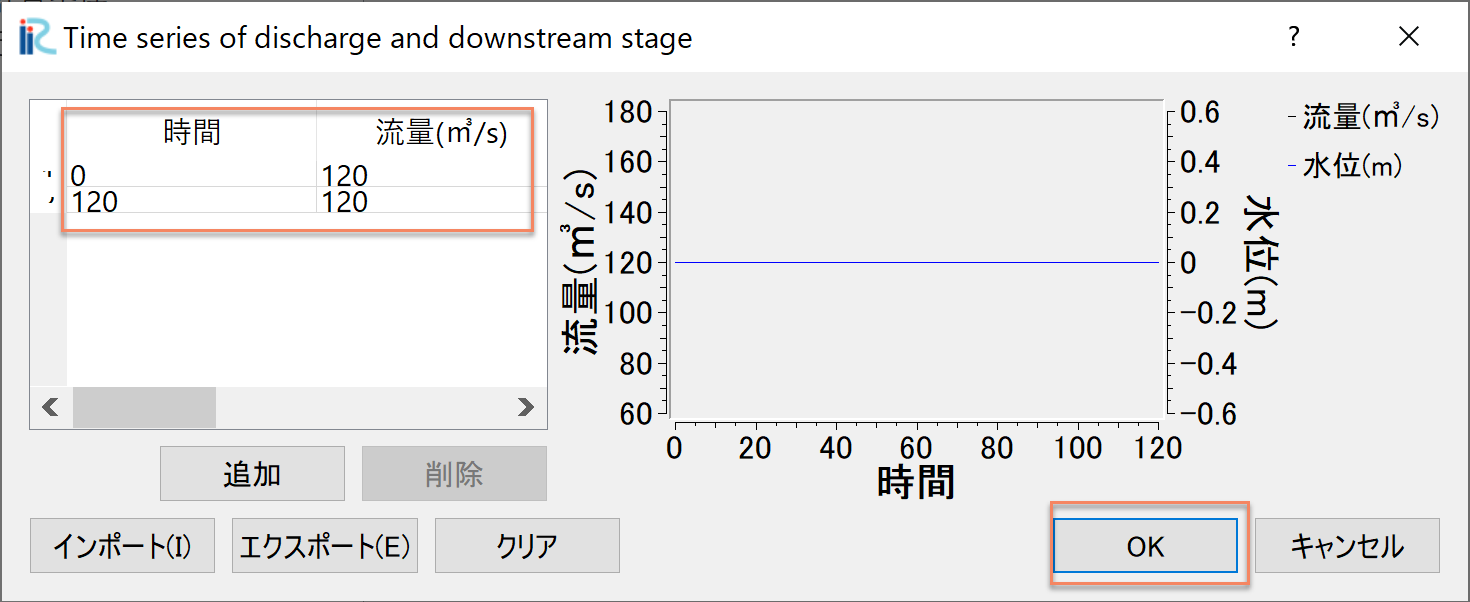 Time series of discharge and downstream stage
?
時間 流量(㎥/s)
0 120
120 120
追加 削除
インポート(I) エクスポート(E) クリア
流量(㎥/s)
180
160
140
120
100
80
60
0 20 40 60 80 100 120
時間
0.6
0.4
0.2
0
-0.2
-0.4
-0.6
水位(m)
流量(㎥/s)
水位(m)
OK キャンセル